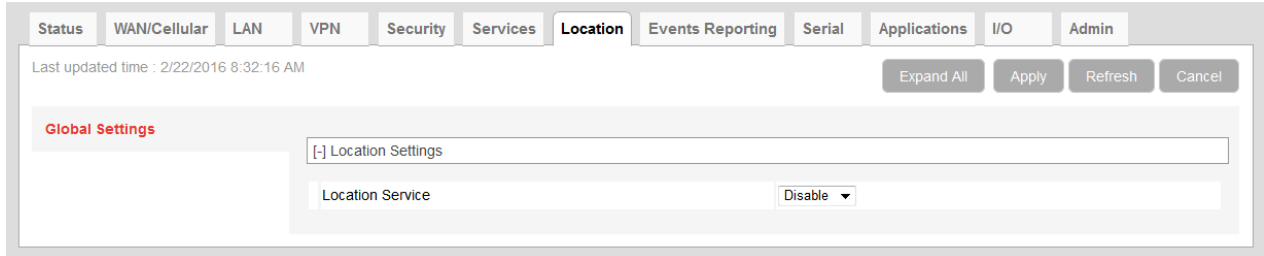 Status WAN/Cellular LAN VPN Security Services Location Events Reporting Serial Applications I/O Admin
Last updated time : 2/22/2016 8:32:16 AM
Expand All Apply Refresh Cancel
Global Settings
[-] Location Settings
Location Service Disable